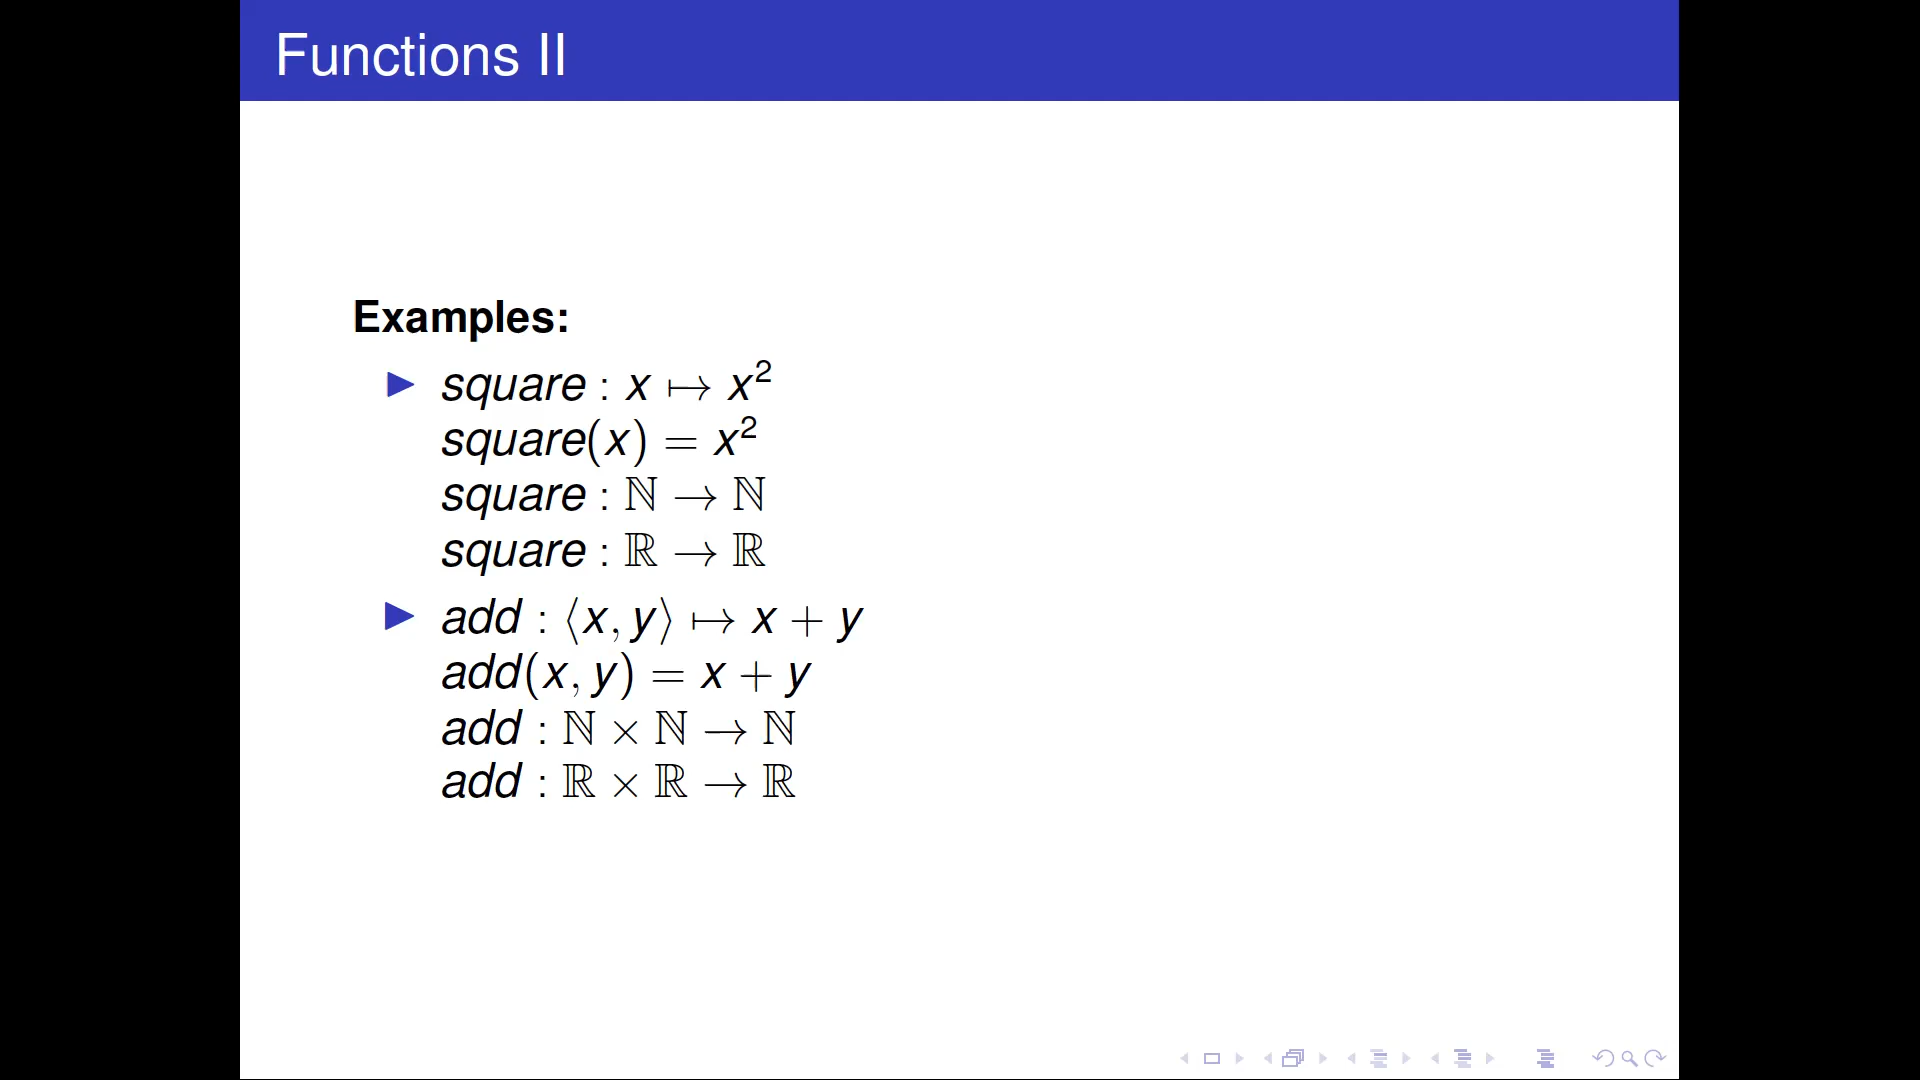 Functions II
Examples:
▶ square : x ↦ x²
square(x) = x²
square : ℕ → ℕ
square : ℝ → ℝ
▶ add : ⟨x, y⟩ ↦ x + y
add(x, y) = x + y
add : ℕ × ℕ → ℕ
add : ℝ × ℝ → ℝ